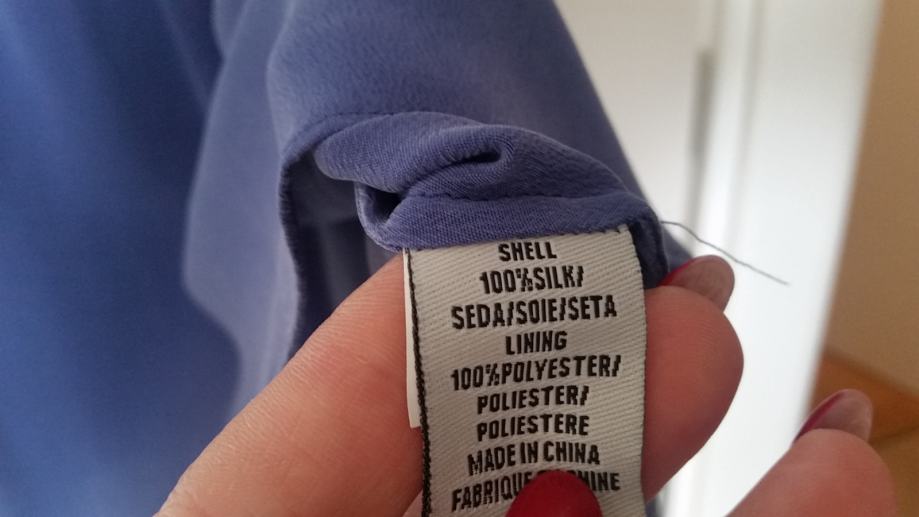 SHELL
100%SILK/
SEDA/SOIE/SETA
LINING
100%POLYESTER/
POLIESTER/
POLIESTERE
MADE IN CHINA
FABRIQUE